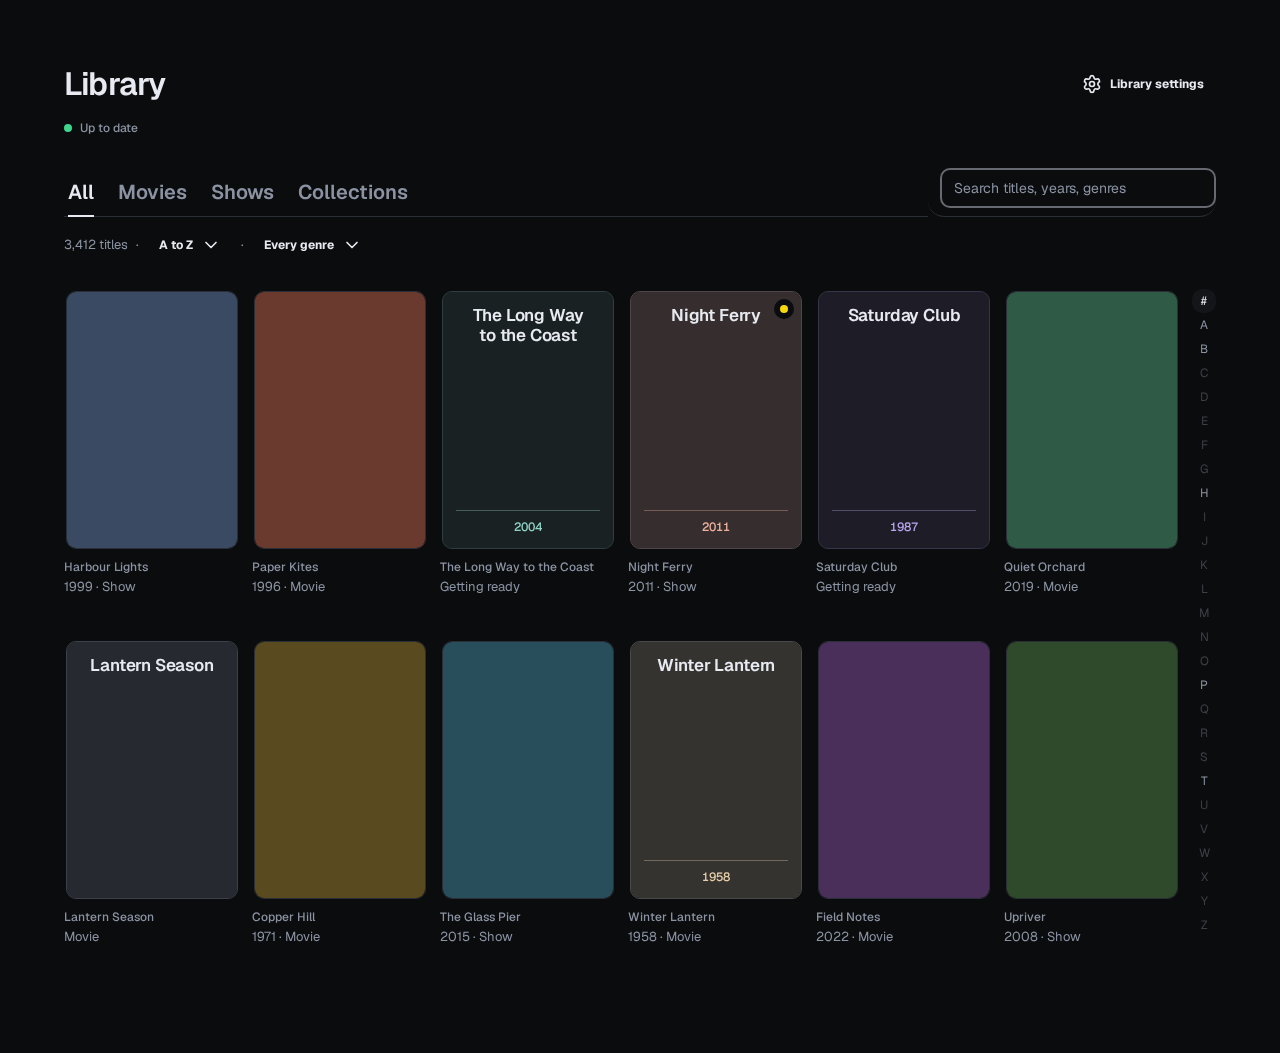 Library
Library settings
Up to date
All
Movies
Shows
Collections
Search titles, years, genres
3,412 titles ·
A to Z
·
Every genre
The Long Way
to the Coast
2004
Night Ferry
2011
Saturday Club
1987
Harbour Lights
1999 · Show
Paper Kites
1996 · Movie
The Long Way to the Coast
Getting ready
Night Ferry
2011 · Show
Saturday Club
Getting ready
Quiet Orchard
2019 · Movie
Lantern Season
Winter Lantern
1958
Lantern Season
Movie
Copper Hill
1971 · Movie
The Glass Pier
2015 · Show
Winter Lantern
1958 · Movie
Field Notes
2022 · Movie
Upriver
2008 · Show
#
A
B
C
D
E
F
G
H
I
J
K
L
M
N
O
P
Q
R
S
T
U
V
W
X
Y
Z